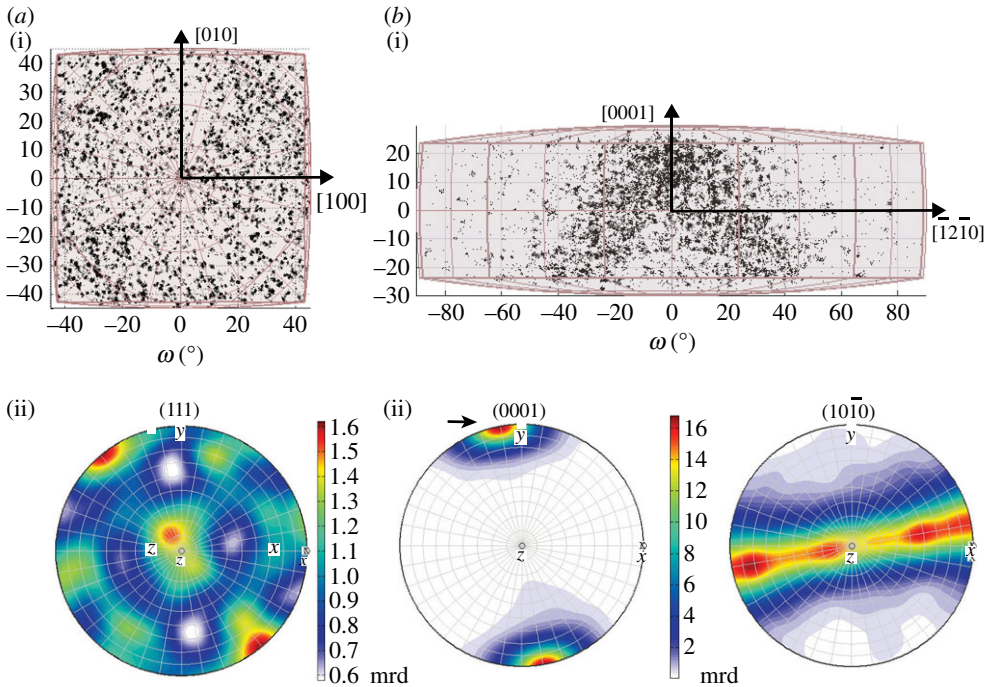 (a)
(i)
[010]
40
30
20
10
0
–10
–20
–30
–40
[100]
–40 –20 0 20 40
ω (°)
(b)
(i)
[0001]
20
10
0
–10
–20
–30
[1̅21̅0]
–80 –60 –40 –20 0 20 40 60 80
ω (°)
(ii)
(111)
y
z
z
x
x
1.6
1.5
1.4
1.3
1.2
1.1
1.0
0.9
0.8
0.7
0.6 mrd
(ii)
(0001)
y
z
x
16
14
12
10
8
6
4
2
mrd
(101̅0)
y
z
x